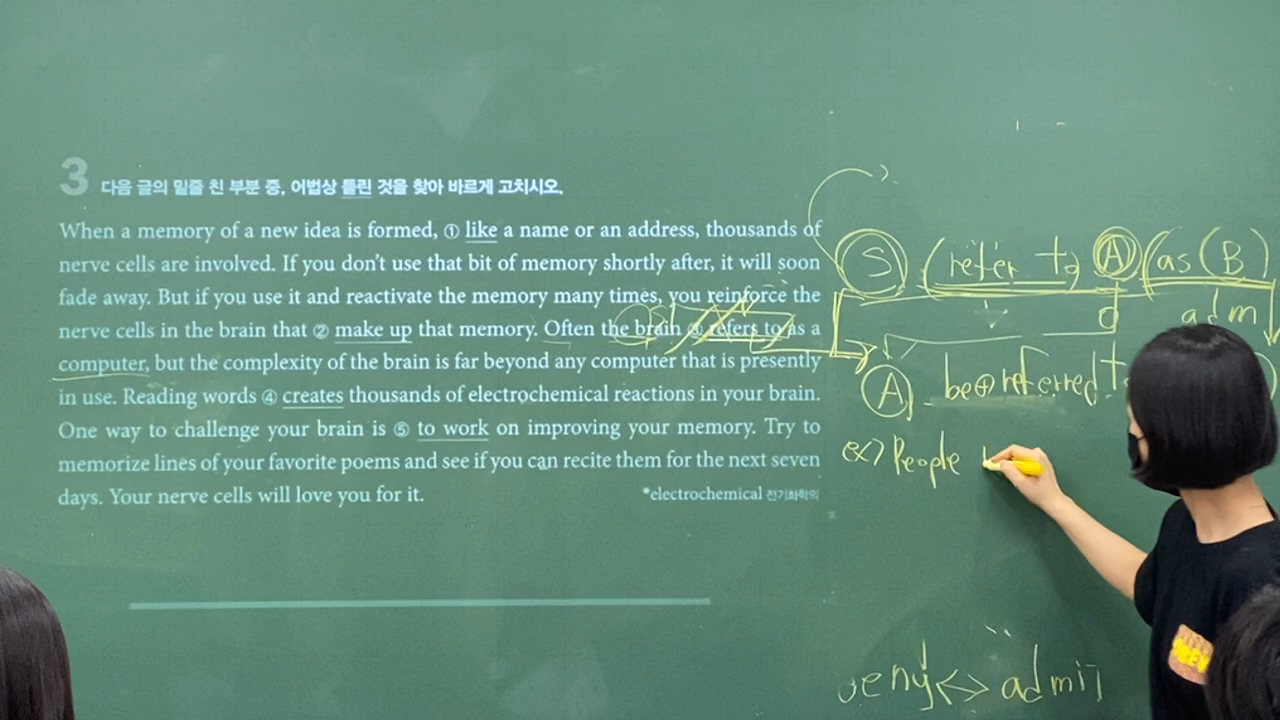 3 다음 글의 밑줄 친 부분 중, 어법상 틀린 것을 찾아 바르게 고치시오.
When a memory of a new idea is formed, ① like a name or an address, thousands of
nerve cells are involved. If you don't use that bit of memory shortly after, it will soon
fade away. But if you use it and reactivate the memory many times, you reinforce the
nerve cells in the brain that ② make up that memory. Often the brain ③ refers to as a
computer, but the complexity of the brain is far beyond any computer that is presently
in use. Reading words ④ creates thousands of electrochemical reactions in your brain.
One way to challenge your brain is ⑤ to work on improving your memory. Try to
memorize lines of your favorite poems and see if you can recite them for the next seven
days. Your nerve cells will love you for it.
*electrochemical 전기화학의
S
S (refer to A (as (B)
A be referred
ex) People